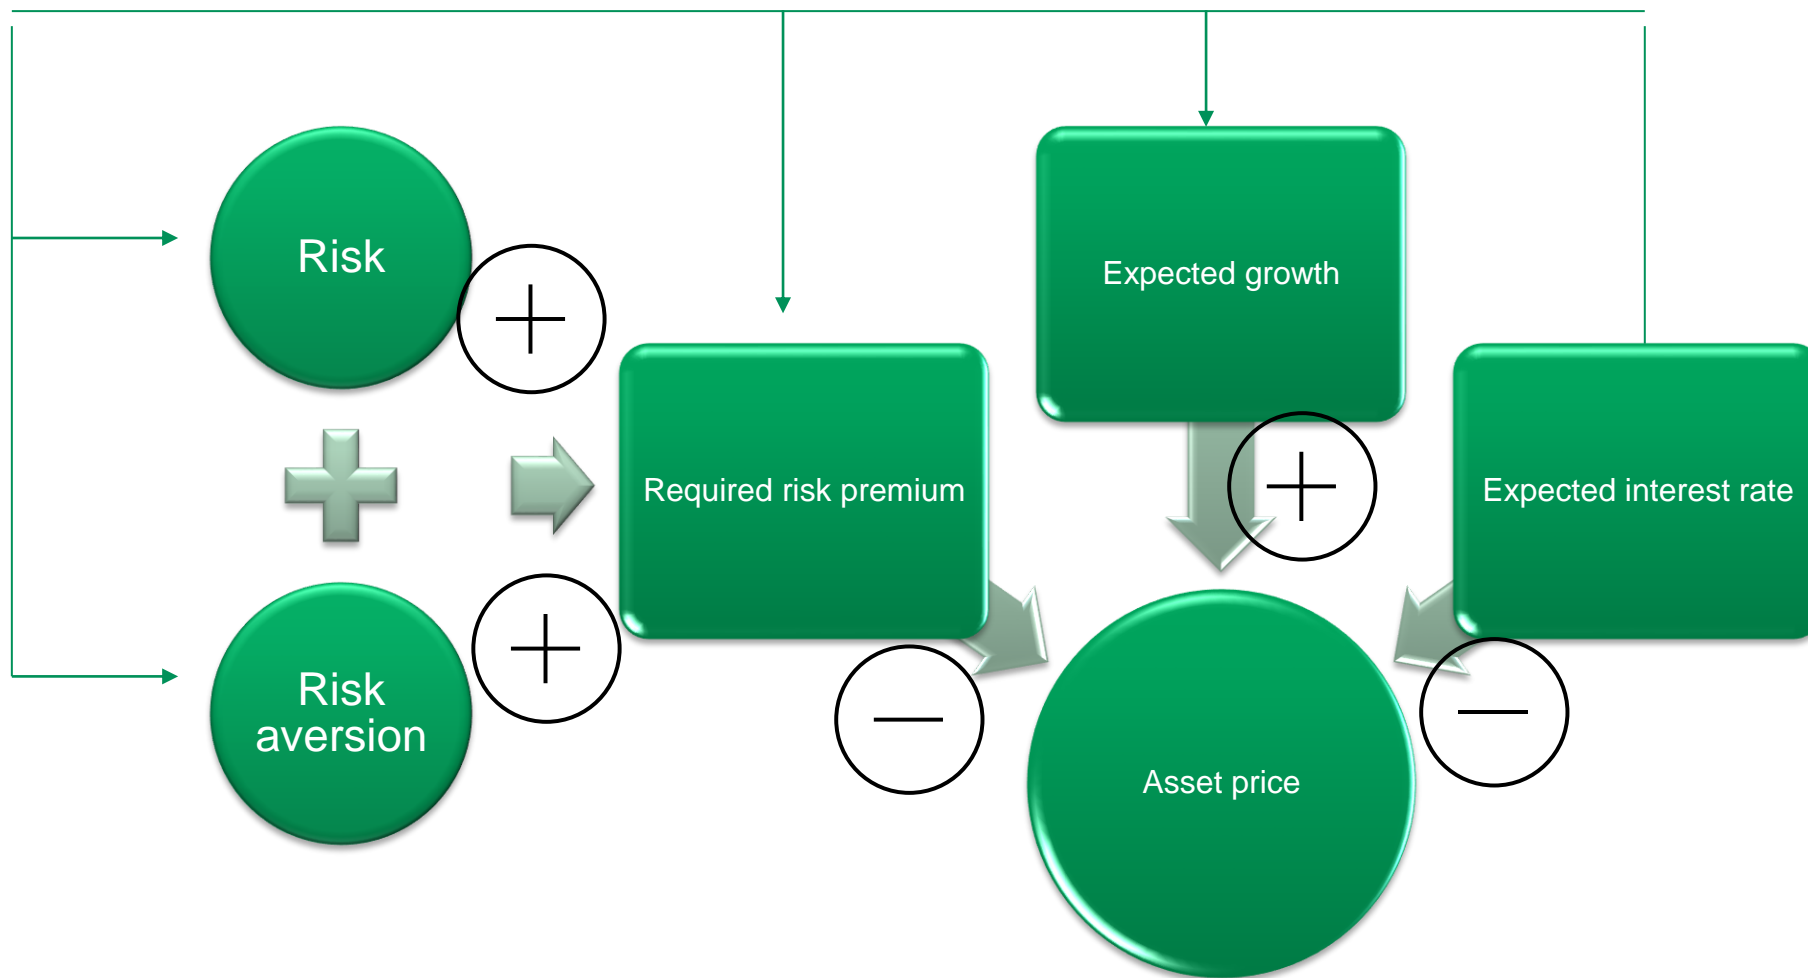 Risk
Expected growth
Required risk premium
Expected interest rate
Risk
aversion
Asset price